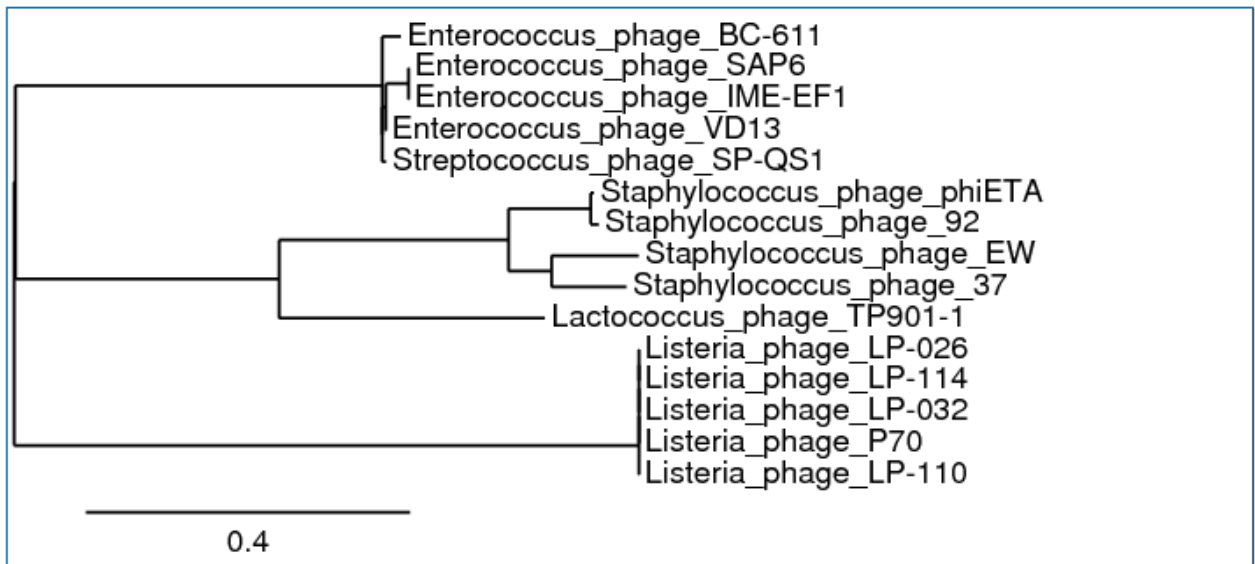 Enterococcus_phage_BC-611
Enterococcus_phage_SAP6
Enterococcus_phage_IME-EF1
Enterococcus_phage_VD13
Streptococcus_phage_SP-QS1
Staphylococcus_phage_phiETA
Staphylococcus_phage_92
Staphylococcus_phage_EW
Staphylococcus_phage_37
Lactococcus_phage_TP901-1
Listeria_phage_LP-026
Listeria_phage_LP-114
Listeria_phage_LP-032
Listeria_phage_P70
Listeria_phage_LP-110
0.4